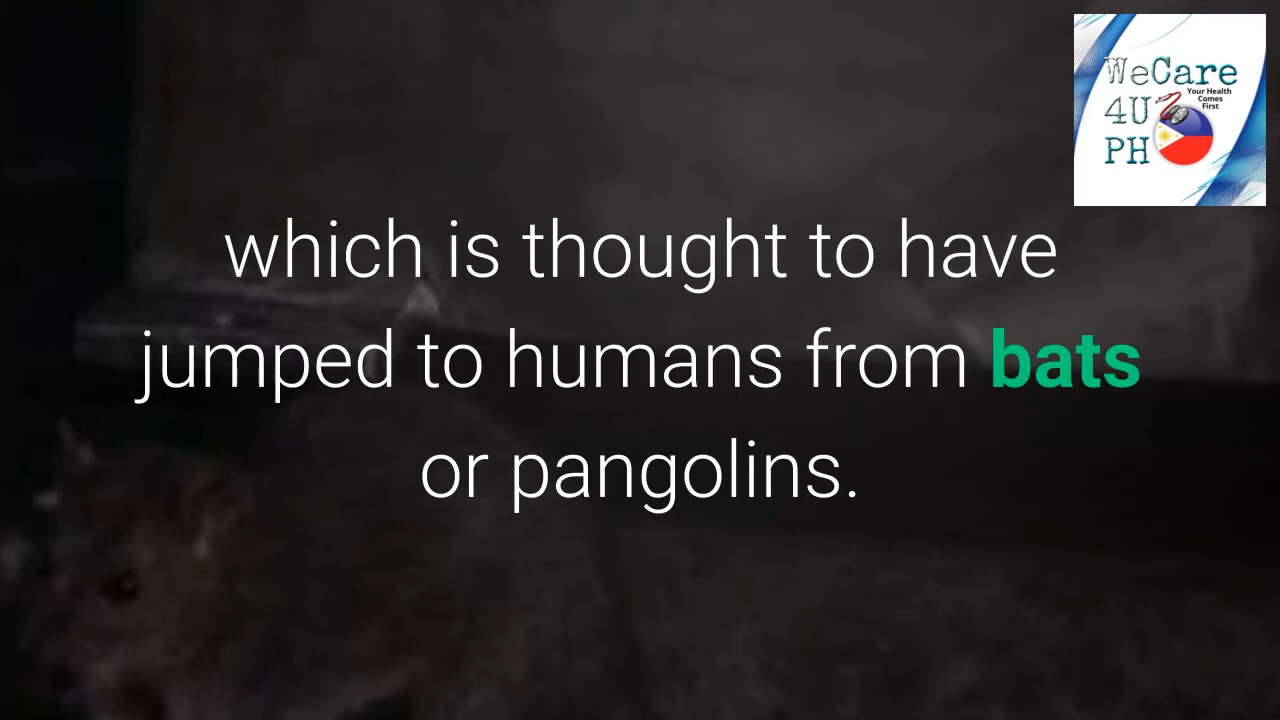 WeCare
4U
PH
Your Health
Comes
First
which is thought to have
jumped to humans from bats
or pangolins.